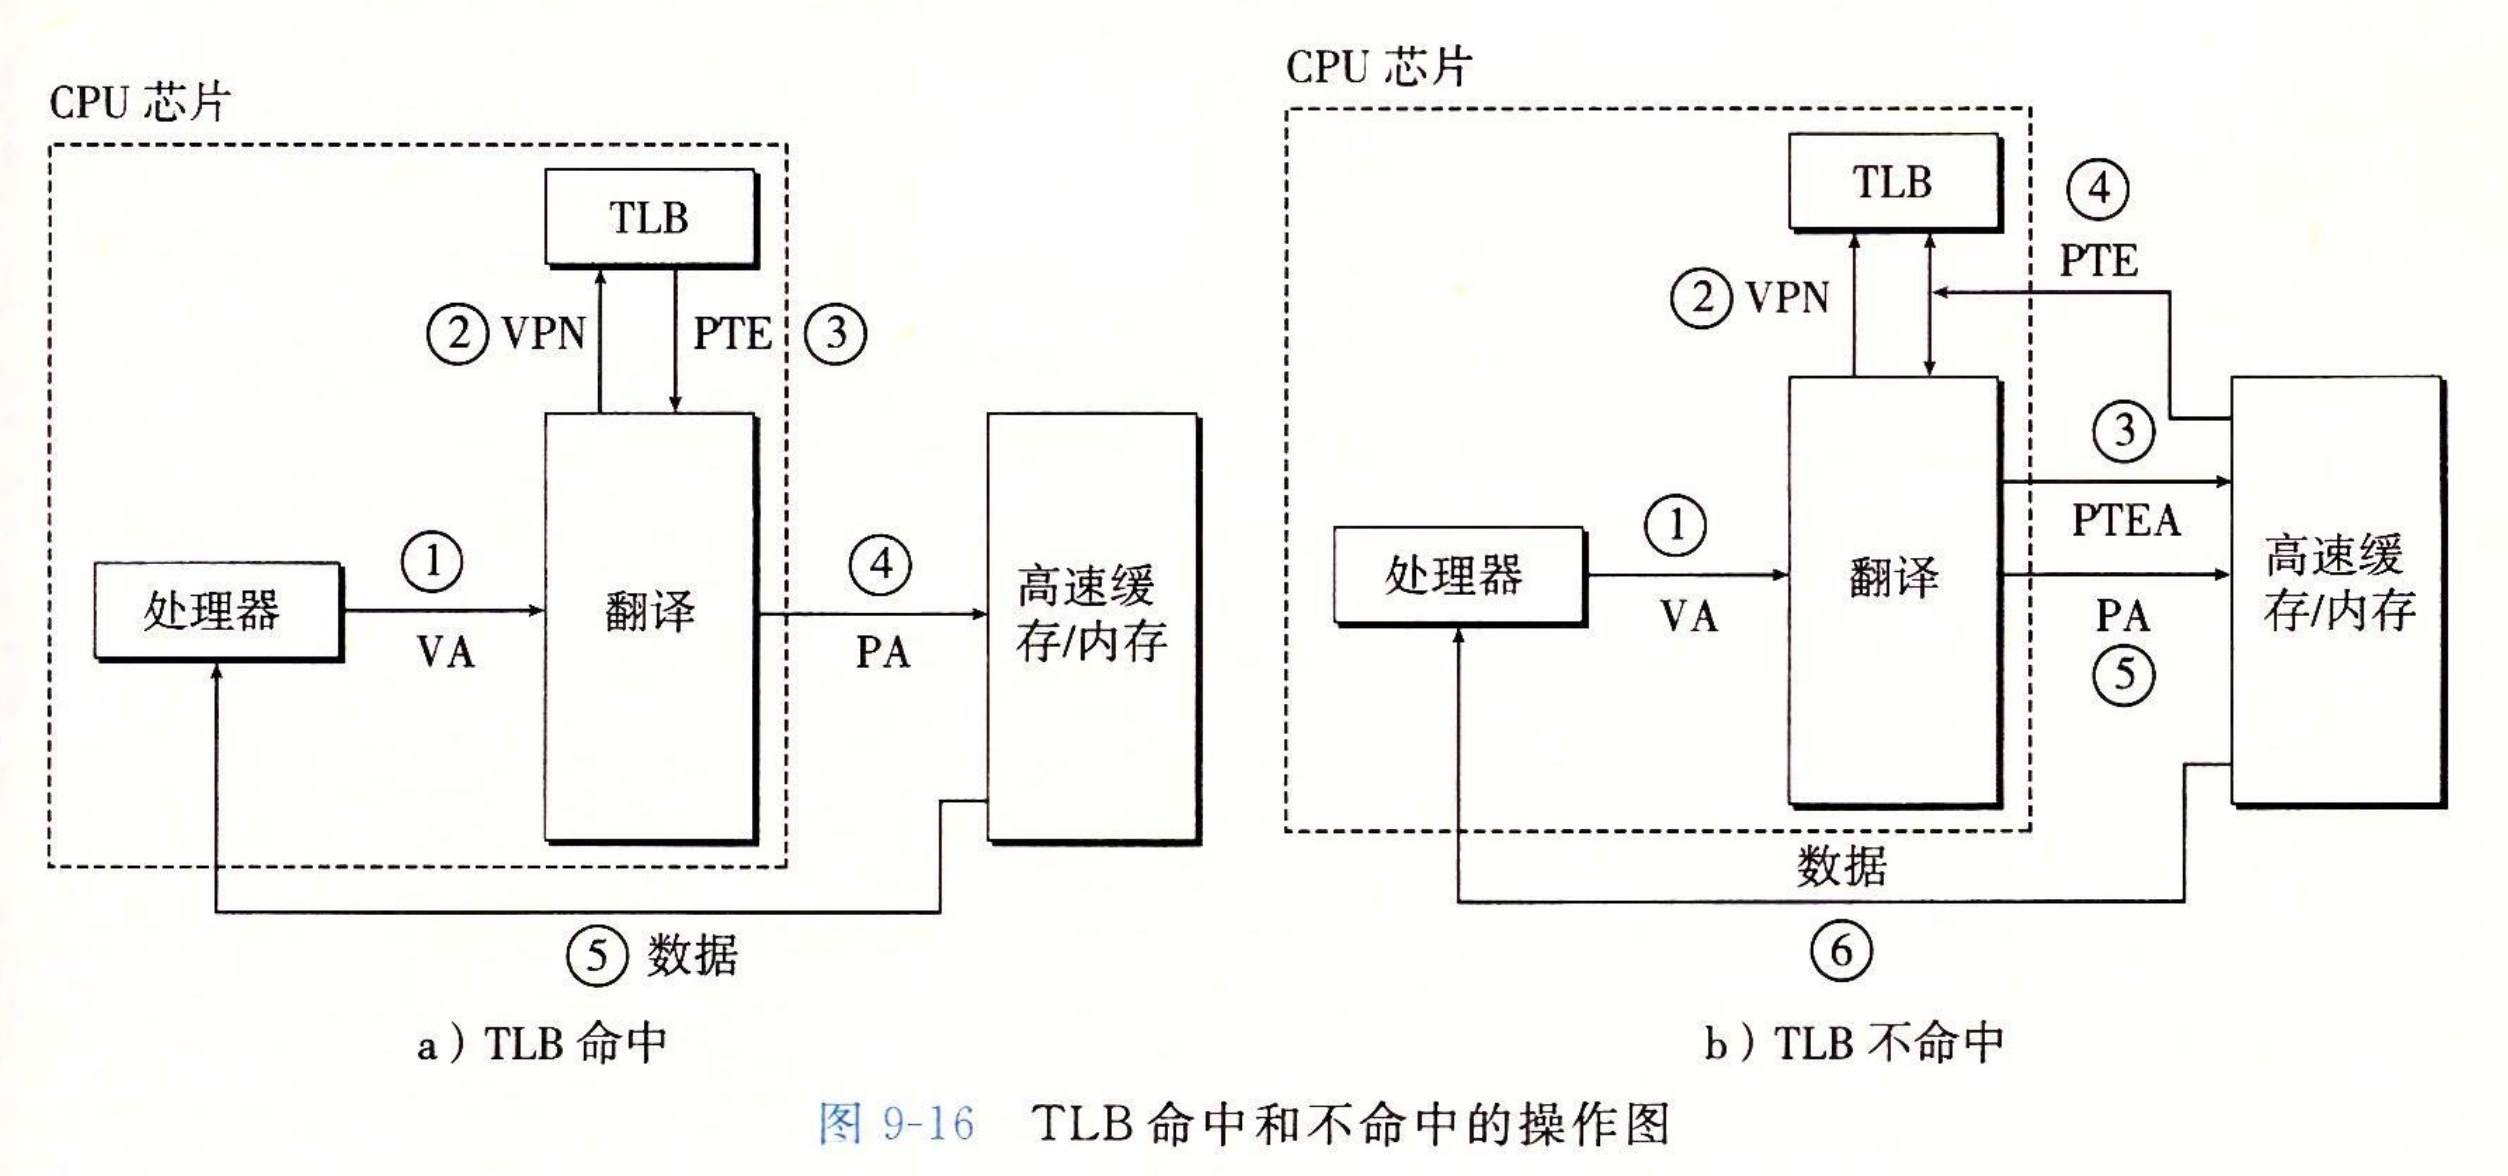 CPU 芯片
TLB
② VPN
PTE ③
处理器
①
VA
翻译
④
PA
高速缓
存/内存
⑤ 数据
a）TLB 命中
CPU 芯片
TLB
④
PTE
② VPN
③
PTEA
处理器
①
VA
翻译
PA
⑤
高速缓
存/内存
数据
⑥
b）TLB 不命中
图 9-16 TLB 命中和不命中的操作图